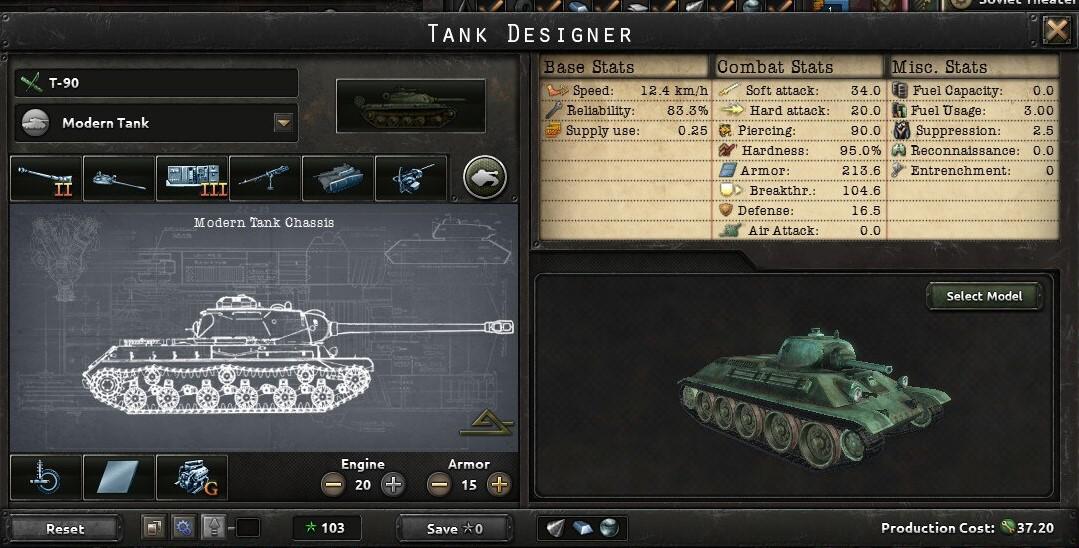 Soviet Theater
Tank Designer
T-90
Modern Tank
II
III
Modern Tank Chassis
Engine
20
Armor
15
G
Reset
103
Save 0
Base Stats
Speed: 12.4 km/h
Reliability: 83.3%
Supply use: 0.25
Combat Stats
Soft attack: 34.0
Hard attack: 20.0
Piercing: 90.0
Hardness: 95.0%
Armor: 213.6
Breakthr.: 104.6
Defense: 16.5
Air Attack: 0.0
Misc. Stats
Fuel Capacity: 0.0
Fuel Usage: 3.00
Suppression: 2.5
Reconnaissance: 0.0
Entrenchment: 0
Select Model
Production Cost: 37.20